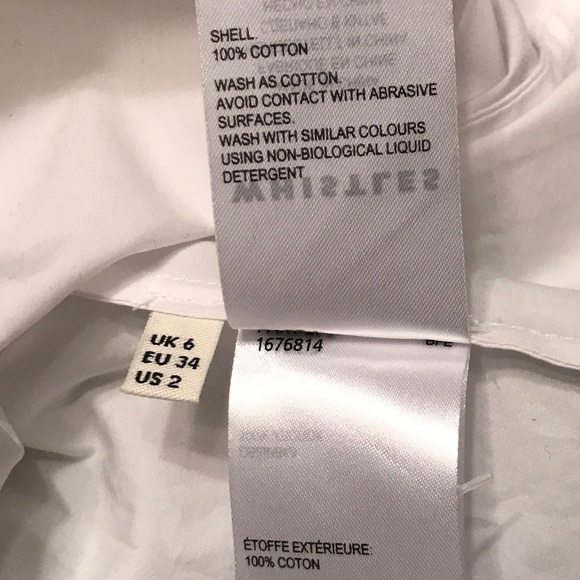 SHELL.
100% COTTON
WASH AS COTTON.
AVOID CONTACT WITH ABRASIVE
SURFACES.
WASH WITH SIMILAR COLOURS
USING NON-BIOLOGICAL LIQUID
DETERGENT
WHISTLES
UK 6
EU 34
US 2
1676814
ÉTOFFE EXTÉRIEURE:
100% COTON